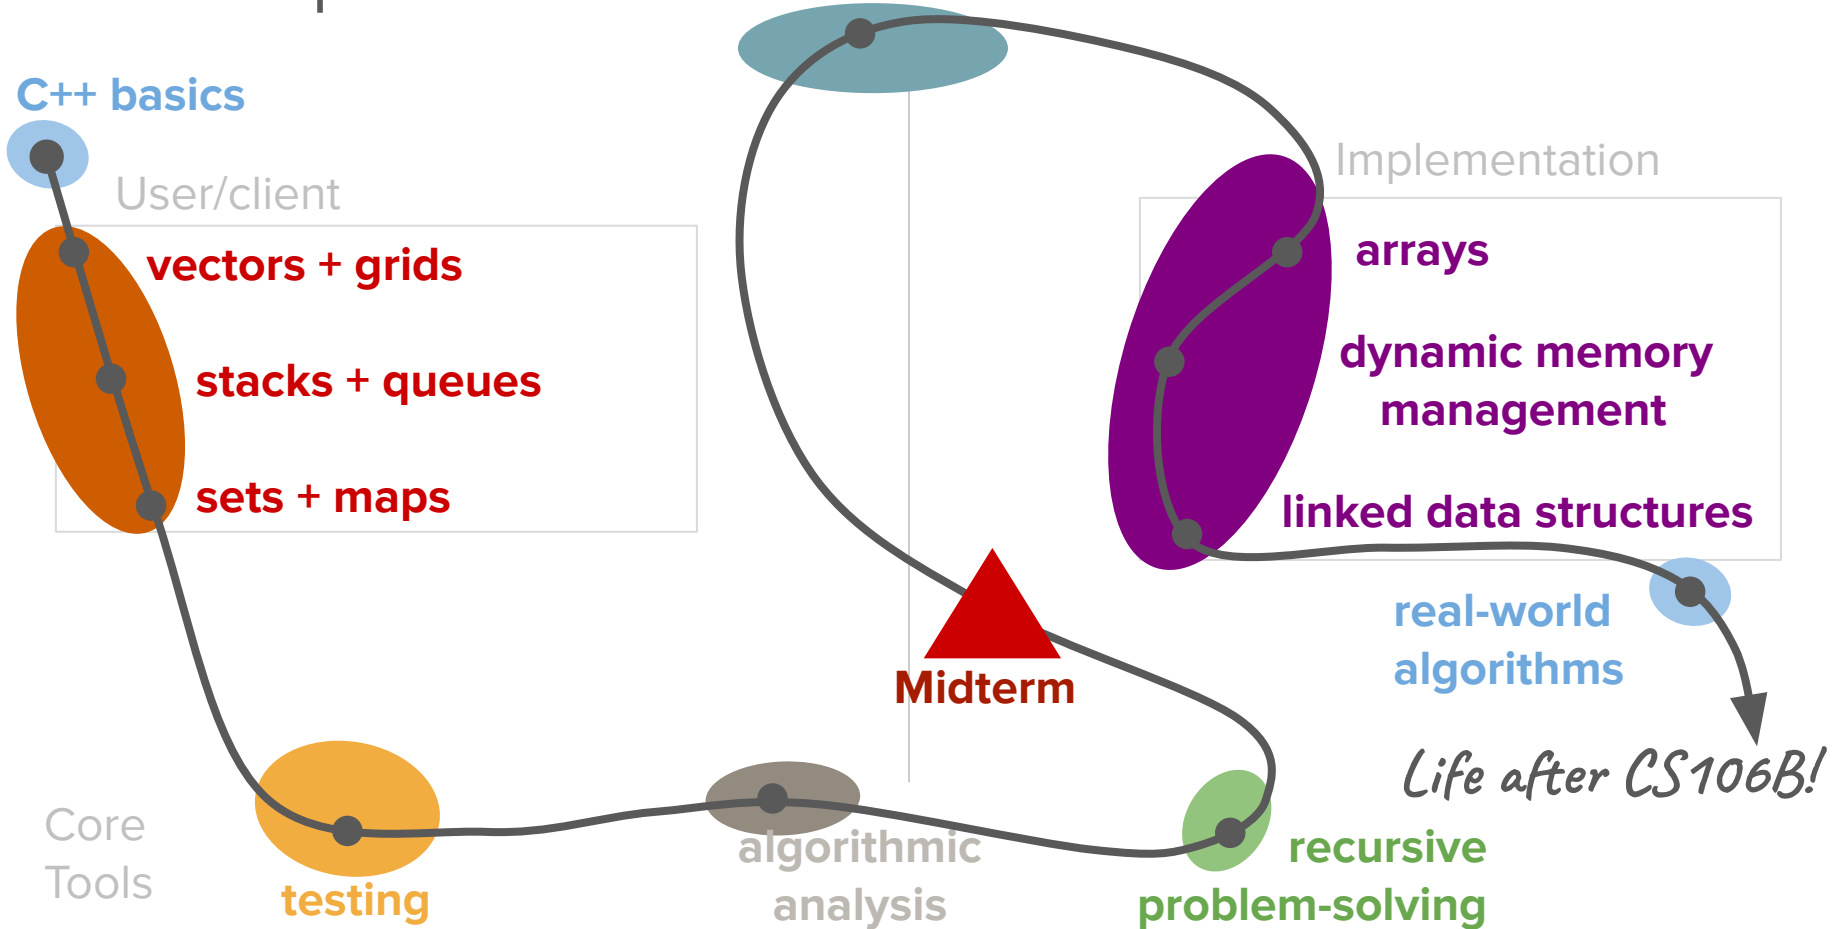 C++ basics
User/client
vectors + grids
stacks + queues
sets + maps
Implementation
arrays
dynamic memory
management
linked data structures
real-world
algorithms
Life after CS106B!
Midterm
Core
Tools
testing
algorithmic
analysis
recursive
problem-solving